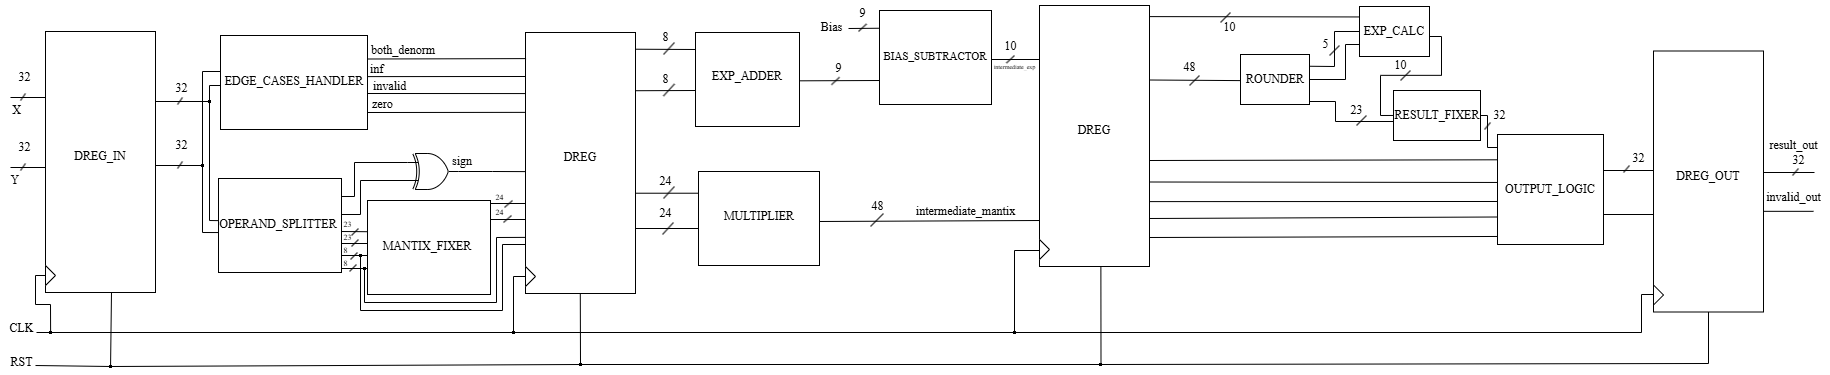 32
X
32
Y
DREG_IN
32
32
EDGE_CASES_HANDLER
both_denorm
inf
invalid
zero
OPERAND_SPLITTER
sign
23
23
8
8
MANTIX_FIXER
24
24
DREG
8
8
EXP_ADDER
9
Bias
9
BIAS_SUBTRACTOR
10
intermediate_exp
24
24
MULTIPLIER
48
intermediate_mantix
DREG
10
48
ROUNDER
5
EXP_CALC
10
23
RESULT_FIXER
32
OUTPUT_LOGIC
32
DREG_OUT
result_out
32
invalid_out
CLK
RST